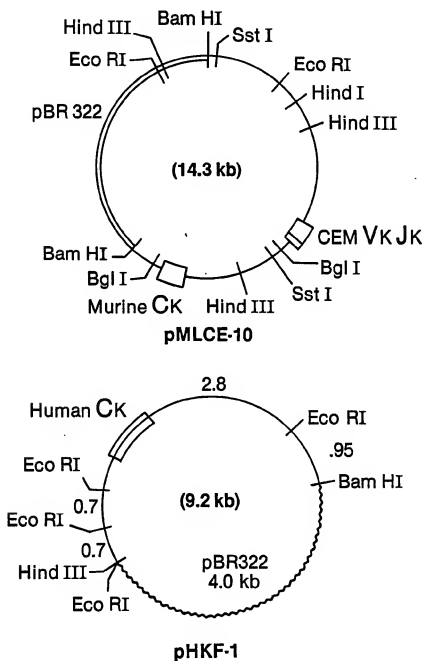 Bam HI
Hind III
Sst I
Eco RI
Eco RI
Hind I
pBR 322
Hind III
(14.3 kb)
CEM VK JK
Bam HI
Bgl I
Bgl I
Sst I
Murine CK
Hind III
pMLCE-10
2.8
Human CK
Eco RI
.95
Eco RI
Bam HI
0.7
(9.2 kb)
Eco RI
0.7
pBR322
4.0 kb
Hind III
Eco RI
pHKF-1